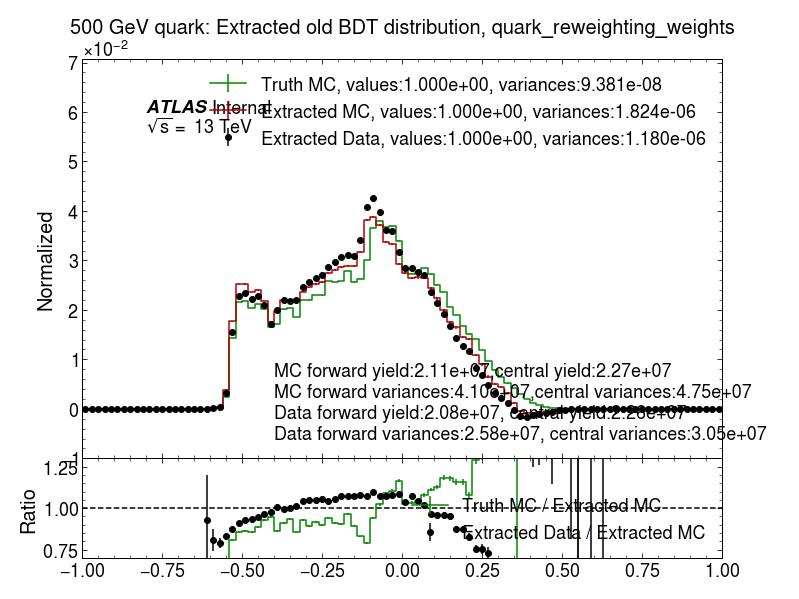 500 GeV quark: Extracted old BDT distribution, quark_reweighting_weights
×10⁻²
7
6
5
4
3
2
1
0
1
Normalized
Truth MC, values:1.000e+00, variances:9.381e-08
ATLAS Internal
Extracted MC, values:1.000e+00, variances:1.824e-06
√s = 13 TeV
Extracted Data, values:1.000e+00, variances:1.180e-06
MC forward yield:2.11e+07, central yield:2.27e+07
MC forward variances:4.10e+07, central variances:4.75e+07
Data forward yield:2.08e+07, central yield:2.28e+07
Data forward variances:2.58e+07, central variances:3.05e+07
1.25
1.00
0.75
Ratio
Truth MC / Extracted MC
Extracted Data / Extracted MC
−1.00 −0.75 −0.50 −0.25 0.00 0.25 0.50 0.75 1.00